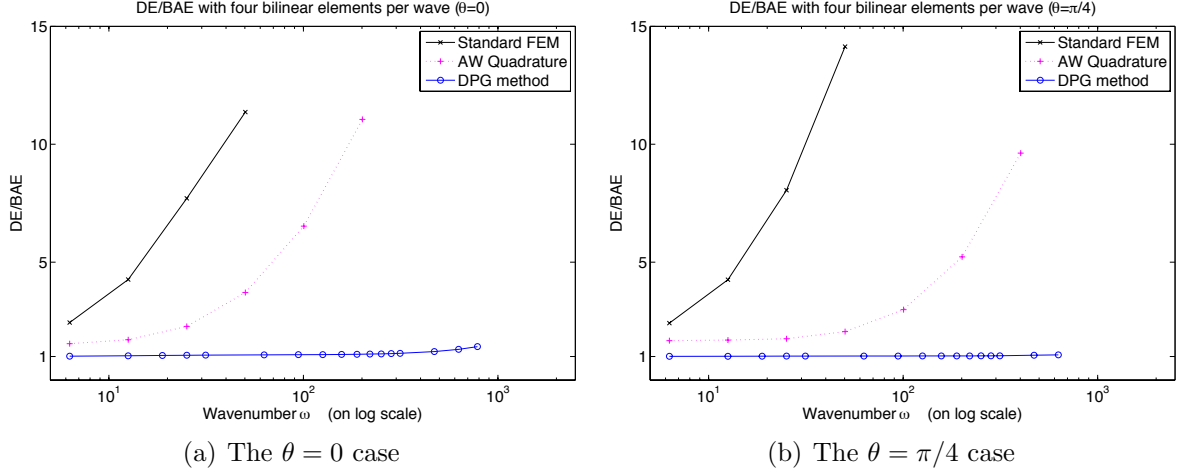 DE/BAE with four bilinear elements per wave (θ=0)
15
10
5
1
DE/BAE
Standard FEM
AW Quadrature
DPG method
10^1
10^2
10^3
Wavenumber ω (on log scale)
(a) The θ = 0 case
DE/BAE with four bilinear elements per wave (θ=π/4)
15
10
5
1
DE/BAE
Standard FEM
AW Quadrature
DPG method
10^1
10^2
10^3
Wavenumber ω (on log scale)
(b) The θ = π/4 case